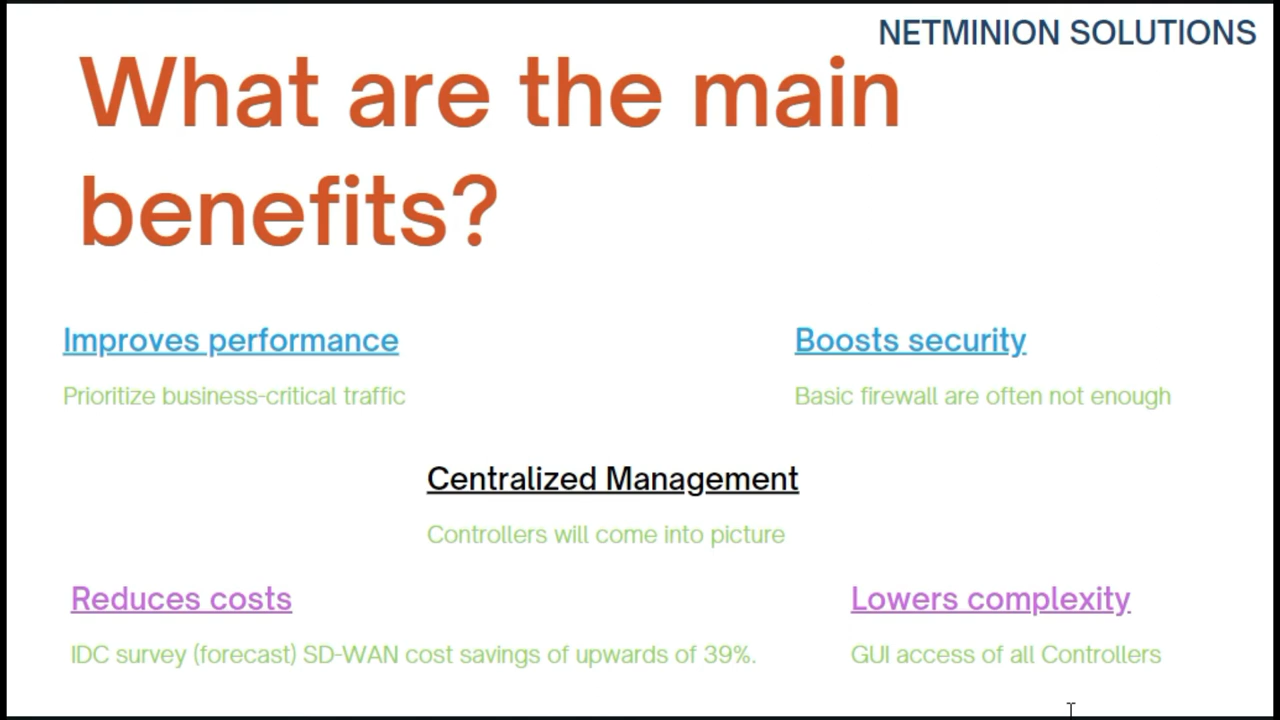 NETMINION SOLUTIONS
What are the main
benefits?
Improves performance
Prioritize business-critical traffic
Boosts security
Basic firewall are often not enough
Centralized Management
Controllers will come into picture
Reduces costs
IDC survey (forecast) SD-WAN cost savings of upwards of 39%.
Lowers complexity
GUI access of all Controllers